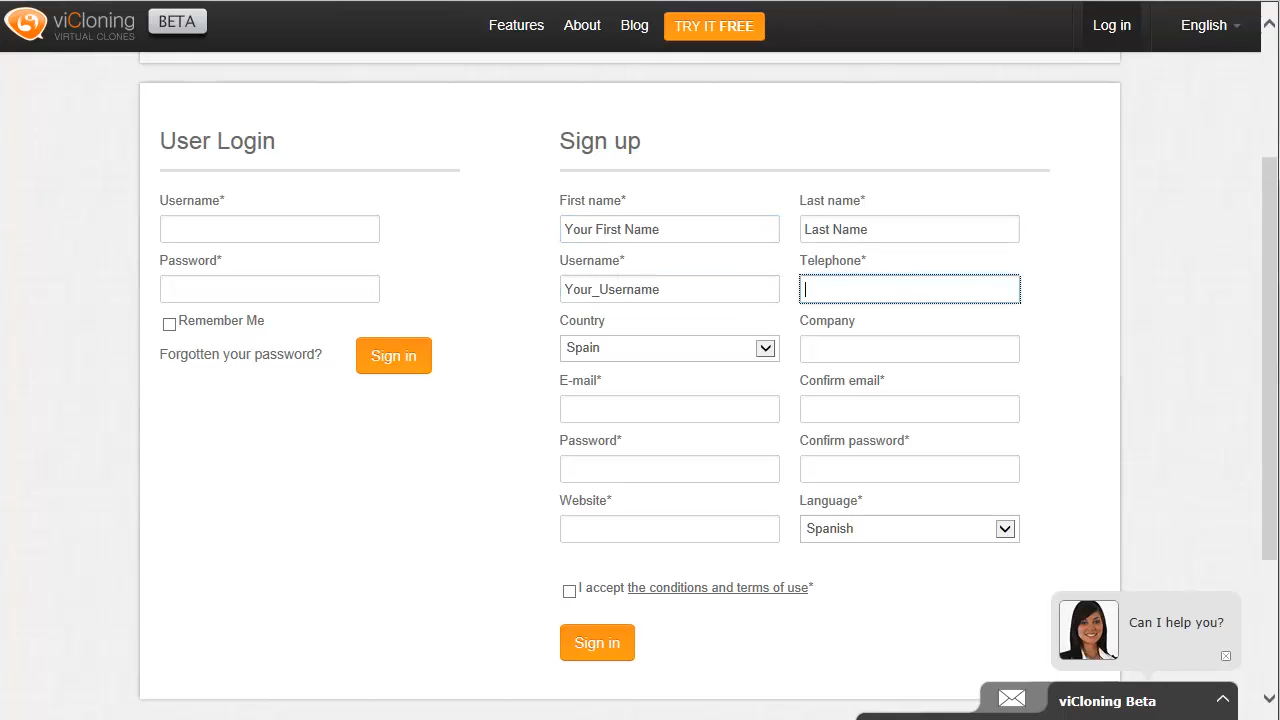 viCloning
VIRTUAL CLONES
BETA
Features
About
Blog
TRY IT FREE
Log in
English
User Login
Username*
Password*
Remember Me
Forgotten your password?
Sign in
Sign up
First name*
Last name*
Your First Name
Last Name
Username*
Telephone*
Your_Username
Country
Company
Spain
E-mail*
Confirm email*
Password*
Confirm password*
Website*
Language*
Spanish
I accept the conditions and terms of use*
Sign in
Can I help you?
viCloning Beta